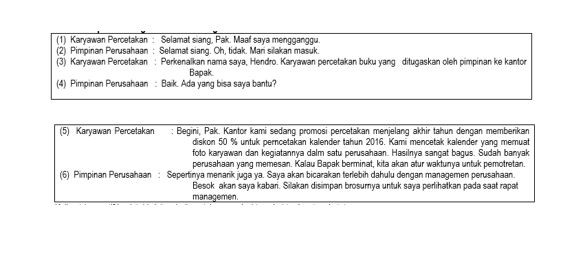 (1) Karyawan Percetakan : Selamat siang, Pak. Maaf saya mengganggu.
(2) Pimpinan Perusahaan : Selamat siang. Oh, tidak. Mari silakan masuk.
(3) Karyawan Percetakan : Perkenalkan nama saya, Hendro. Karyawan percetakan buku yang ditugaskan oleh pimpinan ke kantor
Bapak.
(4) Pimpinan Perusahaan : Baik. Ada yang bisa saya bantu?
(5) Karyawan Percetakan : Begini, Pak. Kantor kami sedang promosi percetakan menjelang akhir tahun dengan memberikan
diskon 50 % untuk perncetakan kalender tahun 2016. Kami mencetak kalender yang memuat
foto karyawan dan kegiatannya dalm satu perusahaan. Hasilnya sangat bagus. Sudah banyak
perusahaan yang memesan. Kalau Bapak berminat, kita akan atur waktunya untuk pemotretan.
(6) Pimpinan Perusahaan : Sepertinya menarik juga ya. Saya akan bicarakan terlebih dahulu dengan managemen perusahaan.
Besok akan saya kabari. Silakan disimpan brosurnya untuk saya perlihatkan pada saat rapat
managemen.